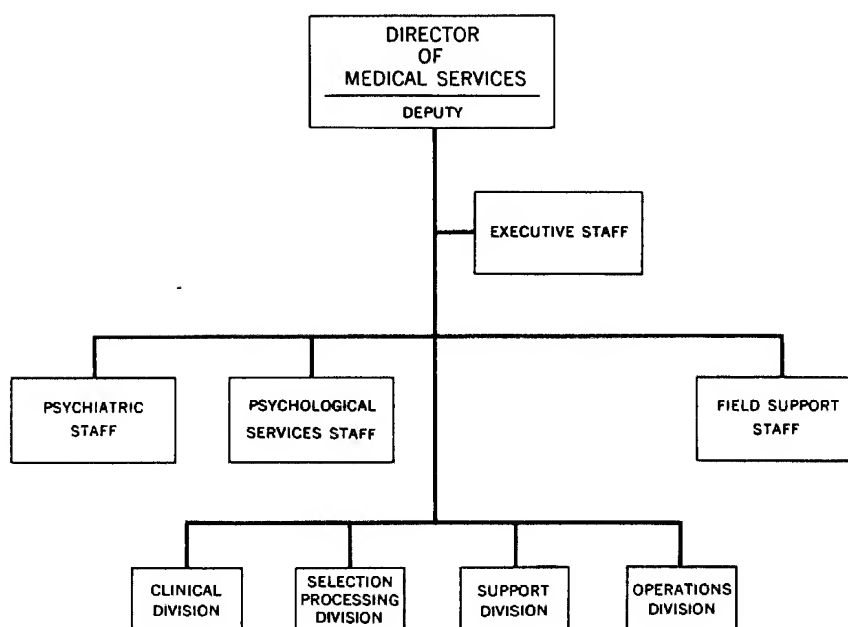 DIRECTOR
OF
MEDICAL SERVICES
DEPUTY
EXECUTIVE STAFF
PSYCHIATRIC
STAFF
PSYCHOLOGICAL
SERVICES STAFF
FIELD SUPPORT
STAFF
CLINICAL
DIVISION
SELECTION
PROCESSING
DIVISION
SUPPORT
DIVISION
OPERATIONS
DIVISION